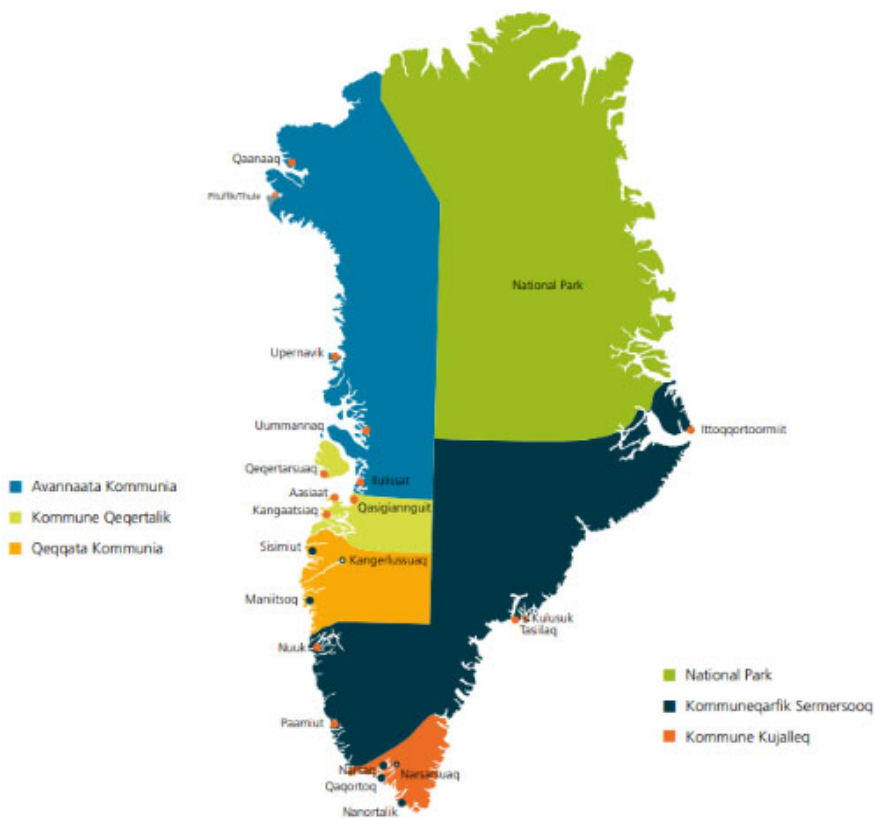 Qaanaaq
Pituffik/Thule
National Park
Upernavik
Uummannaq
Ittoqqortoormiit
Qeqertarsuaq
Ilulissat
Avannaata Kommunia
Aasiaat
Qasigiannguit
Kangaatsiaq
Kommune Qeqertalik
Sisimiut
Qeqqata Kommunia
Kangerlussuaq
Maniitsoq
Kulusuk
Tasiilaq
Nuuk
National Park
Kommuneqarfik Sermersooq
Paamiut
Kommune Kujalleq
Narsaq
Narsarsuaq
Qaqortoq
Nanortalik